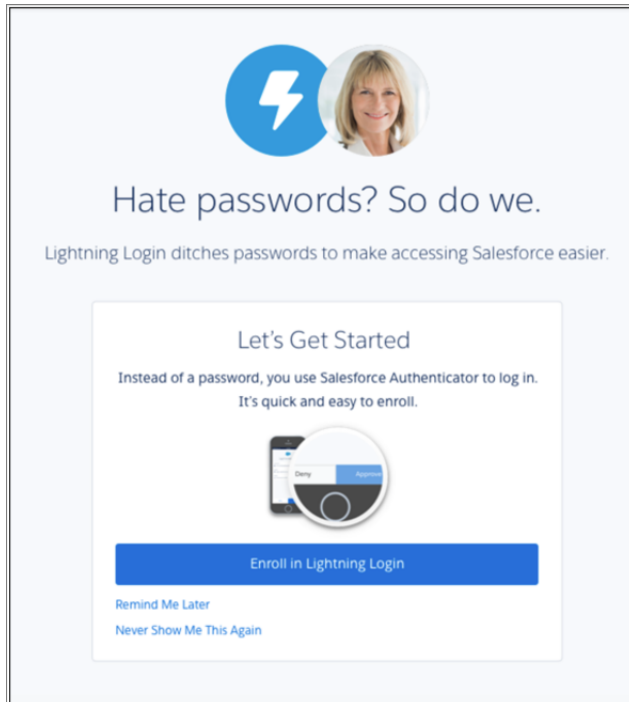 Hate passwords? So do we.
Lightning Login ditches passwords to make accessing Salesforce easier.
Let's Get Started
Instead of a password, you use Salesforce Authenticator to log in.
It's quick and easy to enroll.
Deny Approve
Enroll in Lightning Login
Remind Me Later
Never Show Me This Again